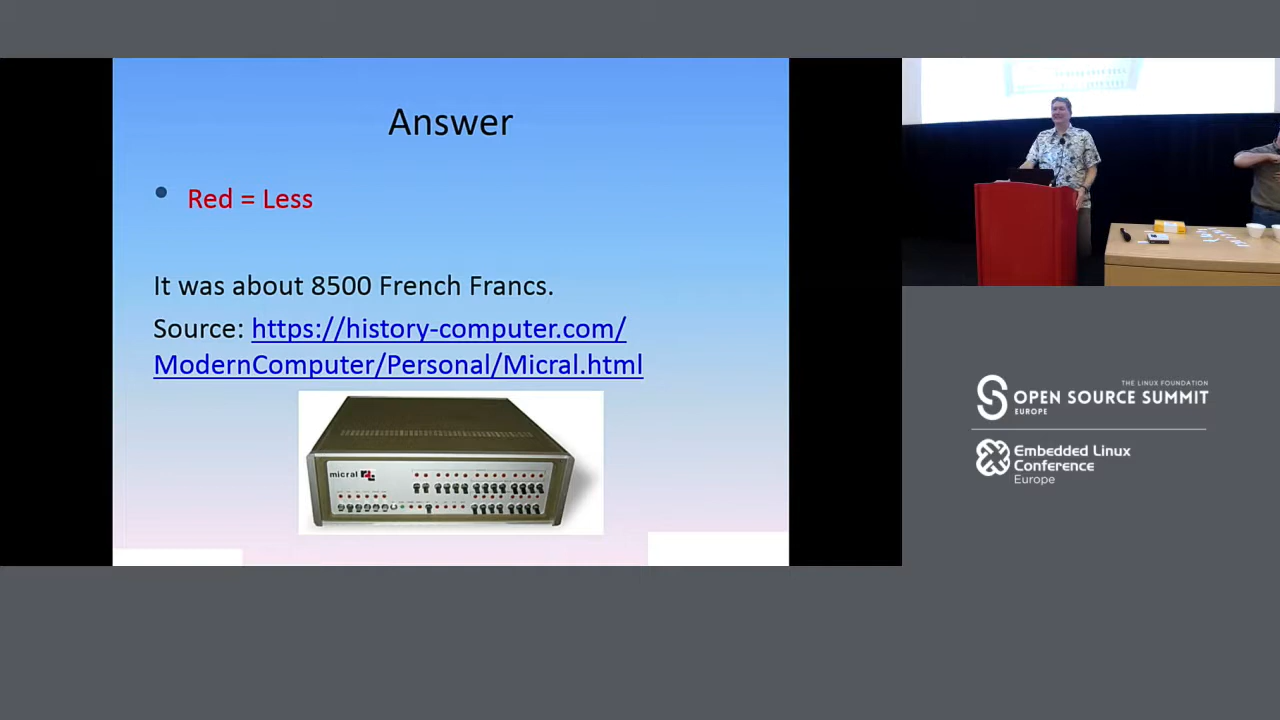 Answer
Red = Less
It was about 8500 French Francs.
Source: https://history-computer.com/
ModernComputer/Personal/Micral.html
micral
THE LINUX FOUNDATION
OPEN SOURCE SUMMIT
EUROPE
Embedded Linux
Conference
Europe